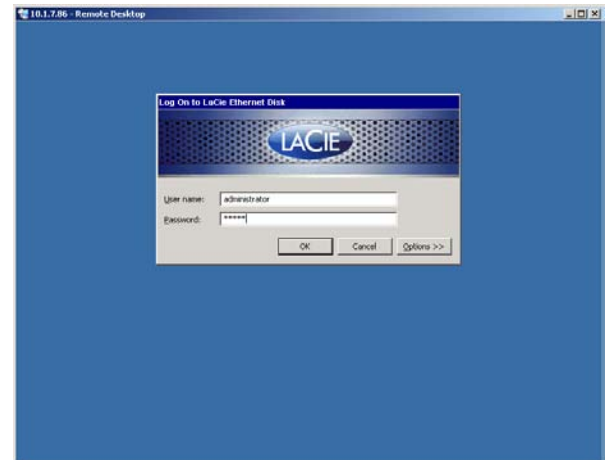 10.1.7.86 - Remote Desktop
Log On to LaCie Ethernet Disk
LACIE
User name: administrator
Password: *****
OK Cancel Options >>